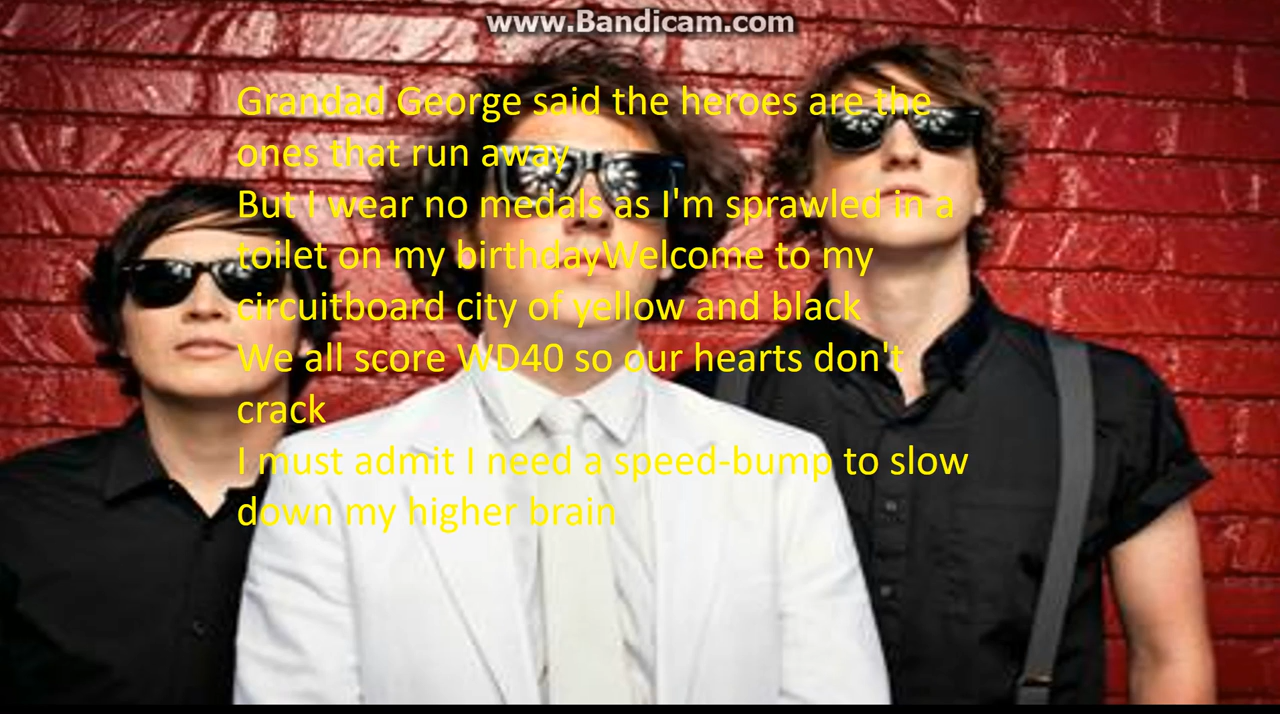 www.Bandicam.com
Grandad George said the heroes are the
ones that run away
But I wear no medals as I'm sprawled in a
toilet on my birthdayWelcome to my
circuitboard city of yellow and black
We all score WD40 so our hearts don't
crack
I must admit I need a speed-bump to slow
down my higher brain